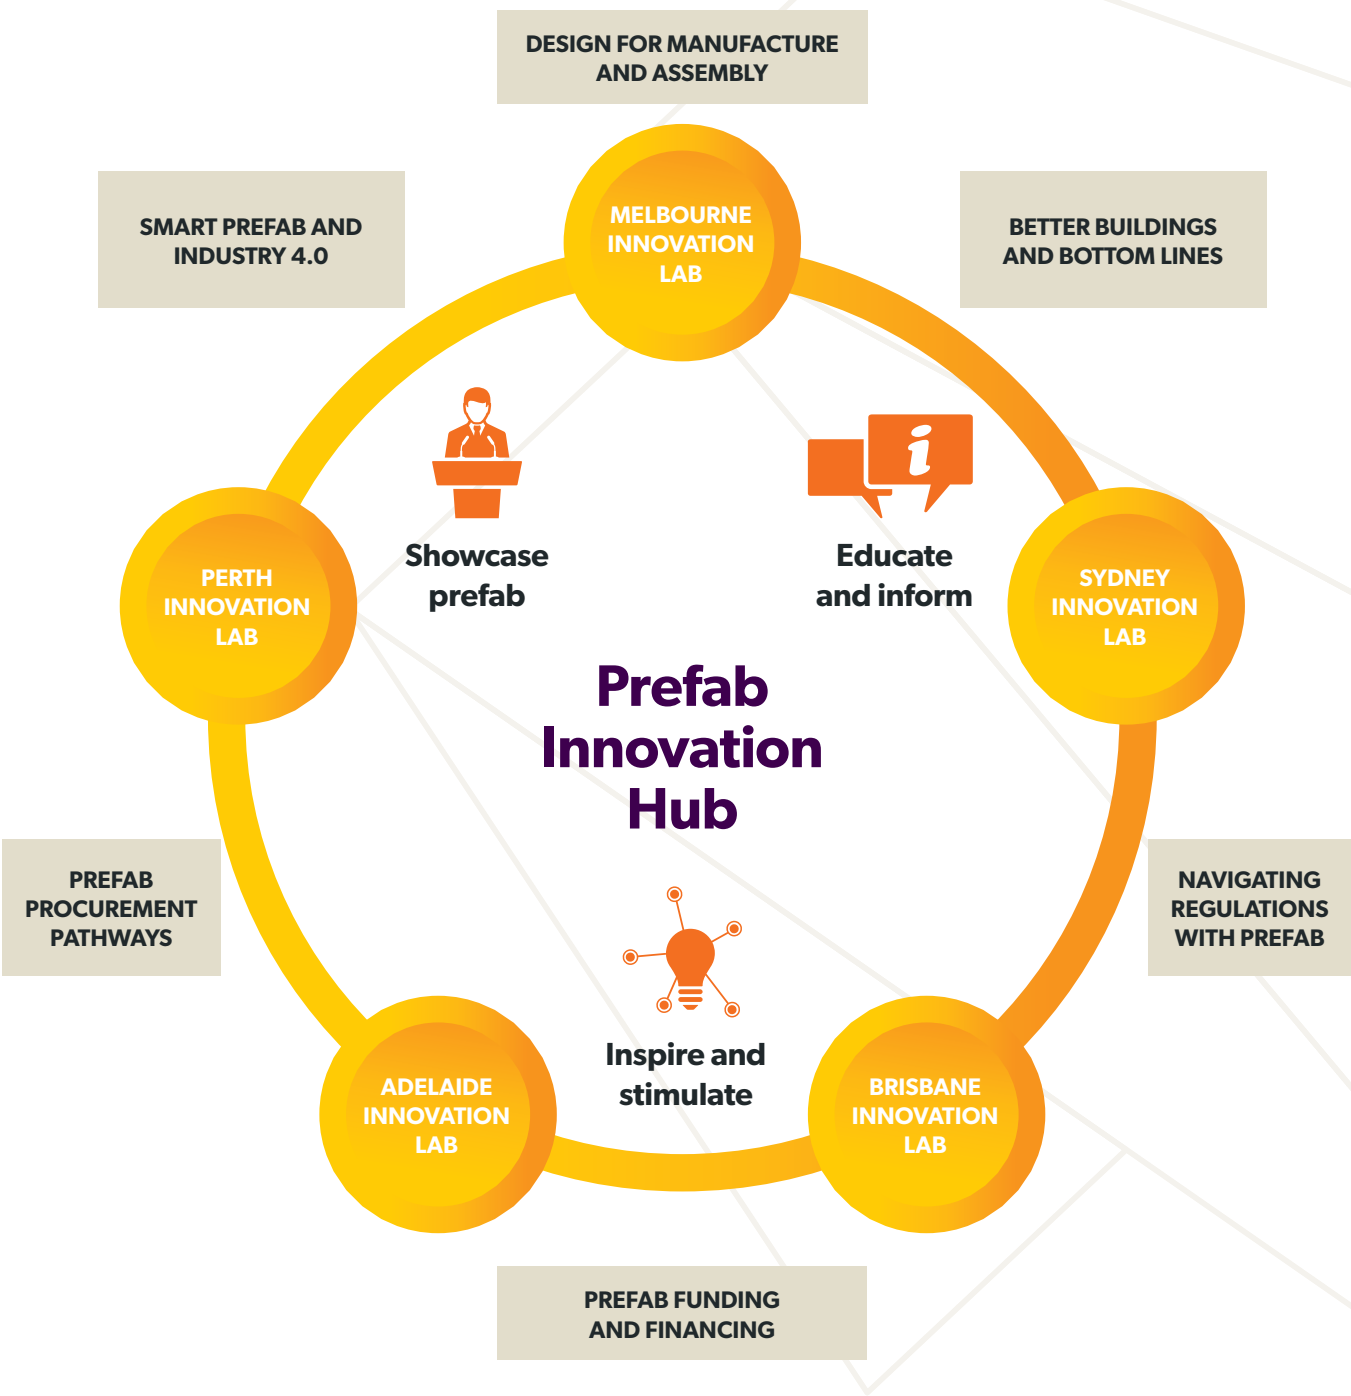 DESIGN FOR MANUFACTURE
AND ASSEMBLY
SMART PREFAB AND
INDUSTRY 4.0
MELBOURNE
INNOVATION
LAB
BETTER BUILDINGS
AND BOTTOM LINES
i
Showcase
prefab
Educate
and inform
PERTH
INNOVATION
LAB
SYDNEY
INNOVATION
LAB
Prefab
Innovation
Hub
PREFAB
PROCUREMENT
PATHWAYS
NAVIGATING
REGULATIONS
WITH PREFAB
Inspire and
stimulate
ADELAIDE
INNOVATION
LAB
BRISBANE
INNOVATION
LAB
PREFAB FUNDING
AND FINANCING